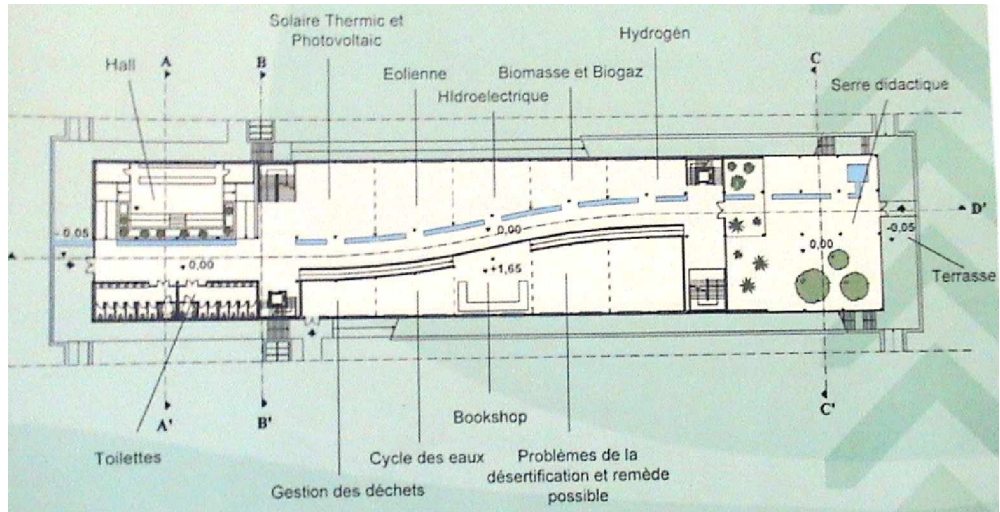 Solaire Thermic et
Photovoltaic
Hydrogén
Hall
A
B
Eolienne
Biomasse et Biogaz
C
HIdroelectrique
Serre didactique
D'
- 0,05
0,00
0,00
+1,65
0,00
-0,05
Terrasse
A'
B'
C'
Bookshop
Toilettes
Cycle des eaux
Problèmes de la
désertification et remède
possible
Gestion des déchets